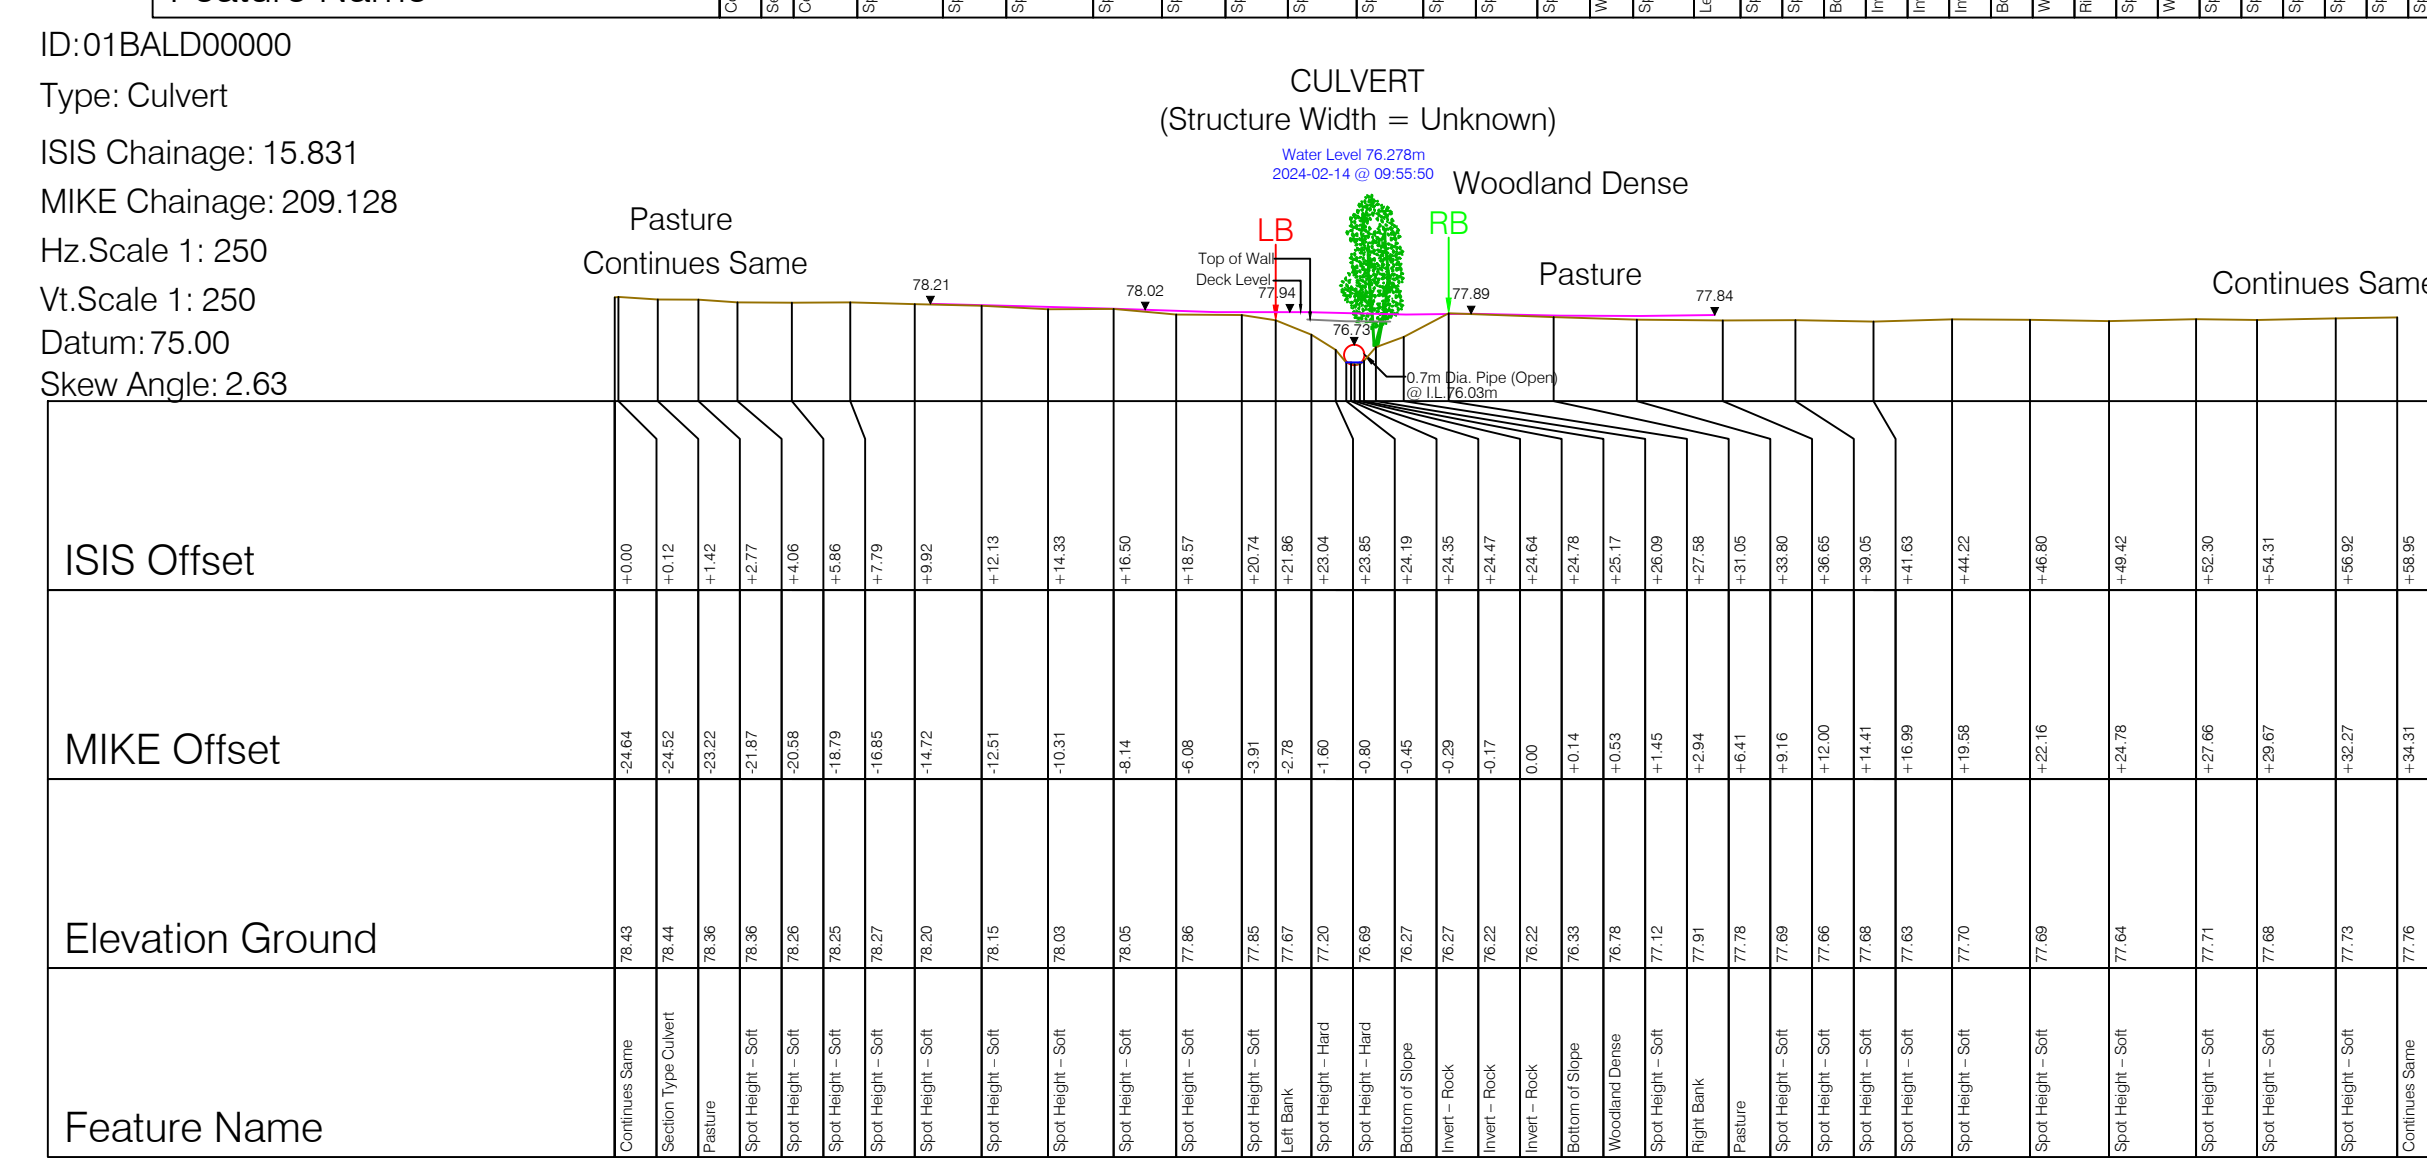 ID:01BALD00000
Type: Culvert
ISIS Chainage: 15.831
MIKE Chainage: 209.128
Hz.Scale 1: 250
Vt.Scale 1: 250
Datum: 75.00
Skew Angle: 2.63
CULVERT
(Structure Width = Unknown)
Water Level 76.278m
2024-02-14 @ 09:55:50
Woodland Dense
Pasture
Continues Same
LB
RB
Top of Wall
Deck Level
Pasture
Continues Same
78.21
78.02
77.94
77.89
77.84
76.73
0.7m Dia. Pipe (Open)
@ I.L.76.03m
ISIS Offset
+0.00 +0.12 +1.42 +2.77 +4.06 +5.86 +7.79 +9.92 +12.13 +14.33 +16.50 +18.57 +20.74 +21.86 +23.04 +23.85 +24.19 +24.35 +24.47 +24.64 +24.78 +25.17 +26.09 +27.58 +31.05 +33.80 +36.65 +39.05 +41.63 +44.22 +46.80 +49.42 +52.30 +54.31 +56.92 +58.95
MIKE Offset
-24.64 -24.52 -23.22 -21.87 -20.58 -18.79 -16.85 -14.72 -12.51 -10.31 -8.14 -6.08 -3.91 -2.78 -1.60 -0.80 -0.45 -0.29 -0.17 0.00 +0.14 +0.53 +1.45 +2.94 +6.41 +9.16 +12.00 +14.41 +16.99 +19.58 +22.16 +24.78 +27.66 +29.67 +32.27 +34.31
Elevation Ground
78.43 78.44 78.36 78.36 78.26 78.25 78.27 78.20 78.15 78.03 78.05 77.86 77.85 77.67 77.20 76.69 76.27 76.27 76.22 76.22 76.33 76.78 77.12 77.91 77.78 77.69 77.66 77.68 77.63 77.70 77.69 77.64 77.71 77.68 77.73 77.76
Feature Name
Continues Same
Section Type Culvert
Pasture
Spot Height – Soft
Spot Height – Soft
Spot Height – Soft
Spot Height – Soft
Spot Height – Soft
Spot Height – Soft
Spot Height – Soft
Spot Height – Soft
Spot Height – Soft
Spot Height – Soft
Left Bank
Spot Height – Hard
Spot Height – Hard
Bottom of Slope
Invert – Rock
Invert – Rock
Invert – Rock
Bottom of Slope
Woodland Dense
Spot Height – Soft
Right Bank
Pasture
Spot Height – Soft
Spot Height – Soft
Spot Height – Soft
Spot Height – Soft
Spot Height – Soft
Spot Height – Soft
Spot Height – Soft
Spot Height – Soft
Spot Height – Soft
Spot Height – Soft
Continues Same